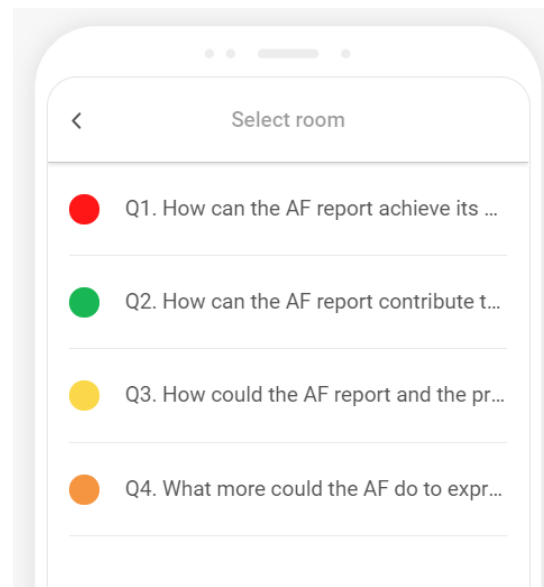 Select room
Q1. How can the AF report achieve its ...
Q2. How can the AF report contribute t...
Q3. How could the AF report and the pr...
Q4. What more could the AF do to expr...